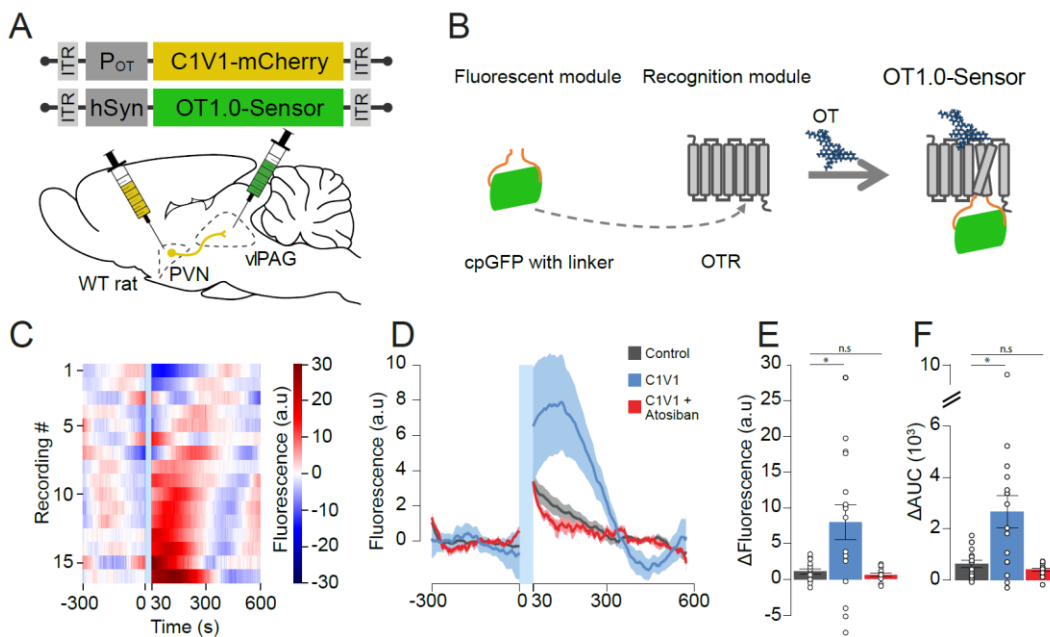 A
ITR
P_OT
C1V1-mCherry
ITR
ITR
hSyn
OT1.0-Sensor
ITR
WT rat
PVN
vlPAG
B
Fluorescent module
Recognition module
OT1.0-Sensor
OT
cpGFP with linker
OTR
C
Recording #
1
5
10
15
-300
0
30
300
600
Time (s)
30
20
10
0
-10
-20
-30
Fluorescence (a.u)
D
Fluorescence (a.u)
10
8
6
4
2
0
-300
0
30
300
600
Control
C1V1
C1V1 +
Atosiban
E
n.s
*
ΔFluorescence (a.u)
30
25
20
15
10
5
0
-5
F
n.s
*
ΔAUC (10³)
10
6
4
2
0